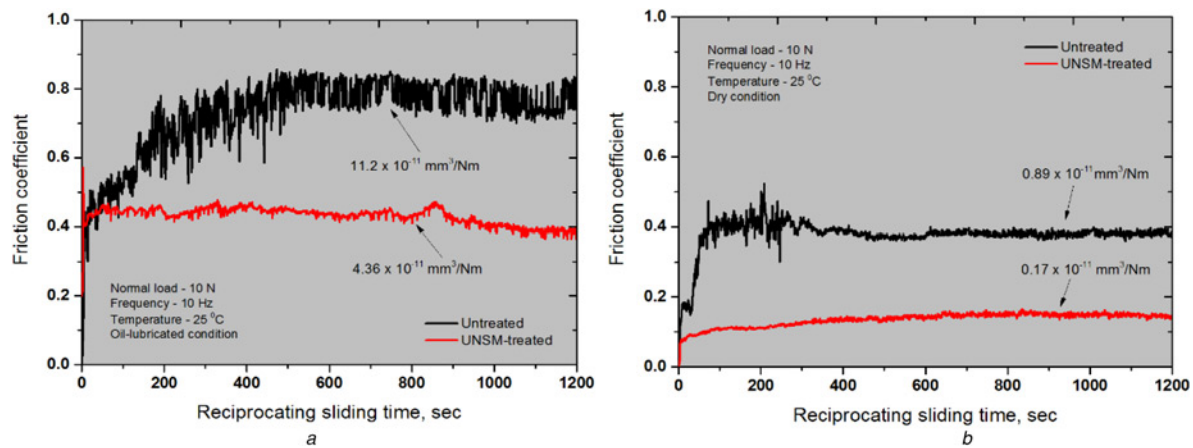 1.0
0.8
0.6
0.4
0.2
0.0
Friction coefficient
11.2 x 10⁻¹¹ mm³/Nm
4.36 x 10⁻¹¹ mm³/Nm
Normal load - 10 N
Frequency - 10 Hz
Temperature - 25 ⁰C
Oil-lubricated condition
Untreated
UNSM-treated
0 200 400 600 800 1000 1200
Reciprocating sliding time, sec
a
1.0
0.8
0.6
0.4
0.2
0.0
Friction coefficient
Normal load - 10 N
Frequency - 10 Hz
Temperature - 25 ⁰C
Dry condition
Untreated
UNSM-treated
0.89 x 10⁻¹¹ mm³/Nm
0.17 x 10⁻¹¹ mm³/Nm
0 200 400 600 800 1000 1200
Reciprocating sliding time, sec
b